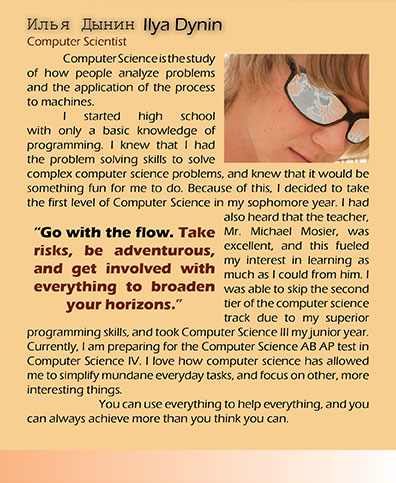 Илья Дынин Ilya Dynin
Computer Scientist
Computer Science is the study
of how people analyze problems
and the application of the process
to machines.
I started high school
with only a basic knowledge of
programming. I knew that I had
the problem solving skills to solve
complex computer science problems, and knew that it would be
something fun for me to do. Because of this, I decided to take
the first level of Computer Science in my sophomore year. I had
also heard that the teacher,
Mr. Michael Mosier, was
excellent, and this fueled
my interest in learning as
much as I could from him. I
was able to skip the second
tier of the computer science
track due to my superior
“Go with the flow. Take
risks, be adventurous,
and get involved with
everything to broaden
your horizons.”
programming skills, and took Computer Science III my junior year.
Currently, I am preparing for the Computer Science AB AP test in
Computer Science IV. I love how computer science has allowed
me to simplify mundane everyday tasks, and focus on other, more
interesting things.
You can use everything to help everything, and you
can always achieve more than you think you can.